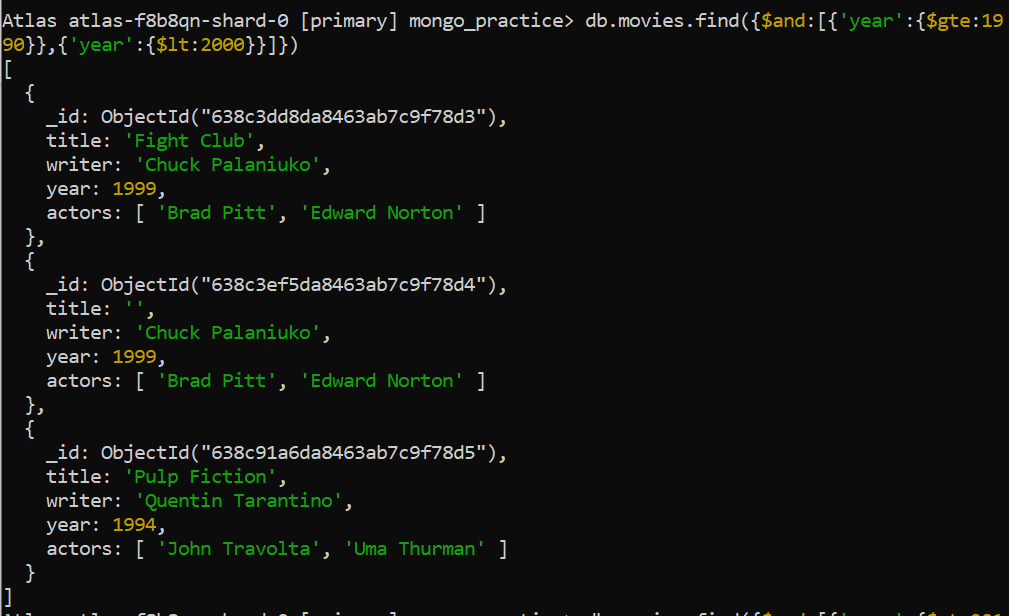 Atlas atlas-f8b8qn-shard-0 [primary] mongo_practice> db.movies.find({$and:[{'year':{$gte:19
90}},{'year':{$lt:2000}}]})
[
  {
    _id: ObjectId("638c3dd8da8463ab7c9f78d3"),
    title: 'Fight Club',
    writer: 'Chuck Palaniuko',
    year: 1999,
    actors: [ 'Brad Pitt', 'Edward Norton' ]
  },
  {
    _id: ObjectId("638c3ef5da8463ab7c9f78d4"),
    title: '',
    writer: 'Chuck Palaniuko',
    year: 1999,
    actors: [ 'Brad Pitt', 'Edward Norton' ]
  },
  {
    _id: ObjectId("638c91a6da8463ab7c9f78d5"),
    title: 'Pulp Fiction',
    writer: 'Quentin Tarantino',
    year: 1994,
    actors: [ 'John Travolta', 'Uma Thurman' ]
  }
]